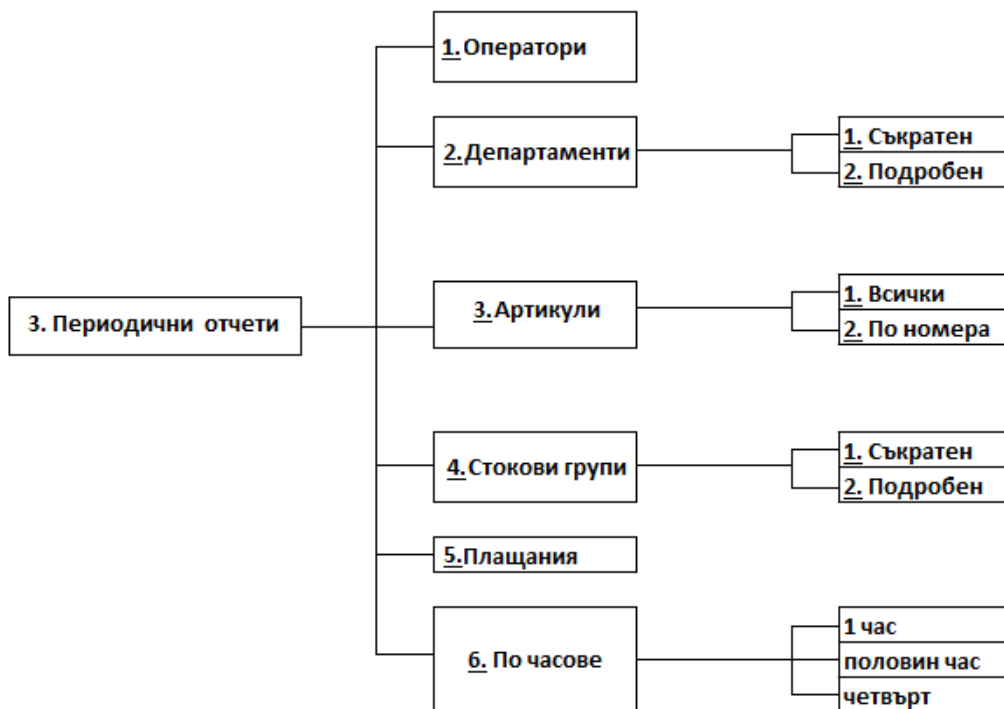 1.Оператори
2.Департаменти
1. Съкратен
2. Подробен
3. Периодични отчети
3.Артикули
1. Всички
2. По номера
4.Стокови групи
1. Съкратен
2. Подробен
5.Плащания
6. По часове
1 час
половин час
четвърт